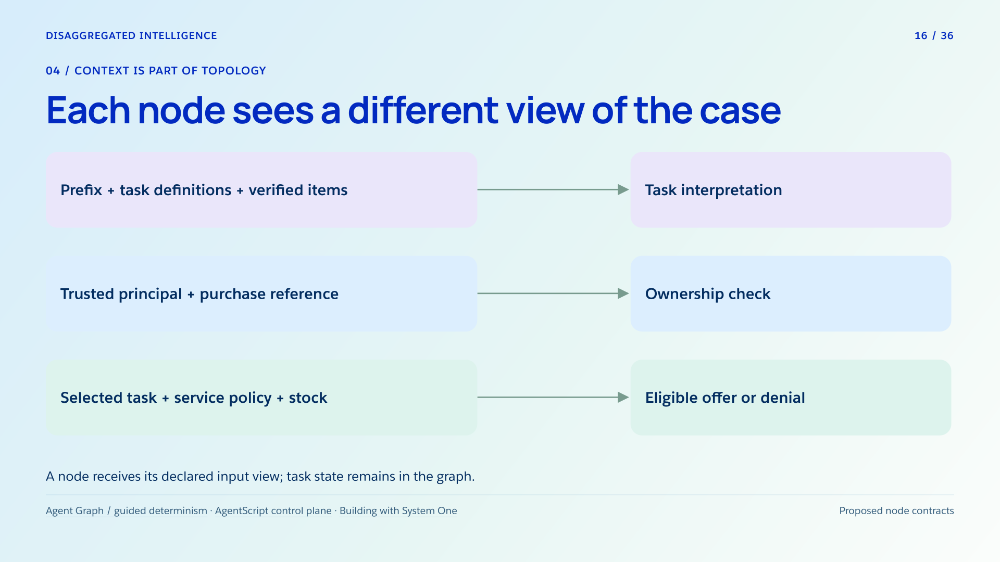 DISAGGREGATED INTELLIGENCE
16 / 36
04 / CONTEXT IS PART OF TOPOLOGY
Each node sees a different view of the case
Prefix + task definitions + verified items
Task interpretation
Trusted principal + purchase reference
Ownership check
Selected task + service policy + stock
Eligible offer or denial
A node receives its declared input view; task state remains in the graph.
Agent Graph / guided determinism · AgentScript control plane · Building with System One
Proposed node contracts